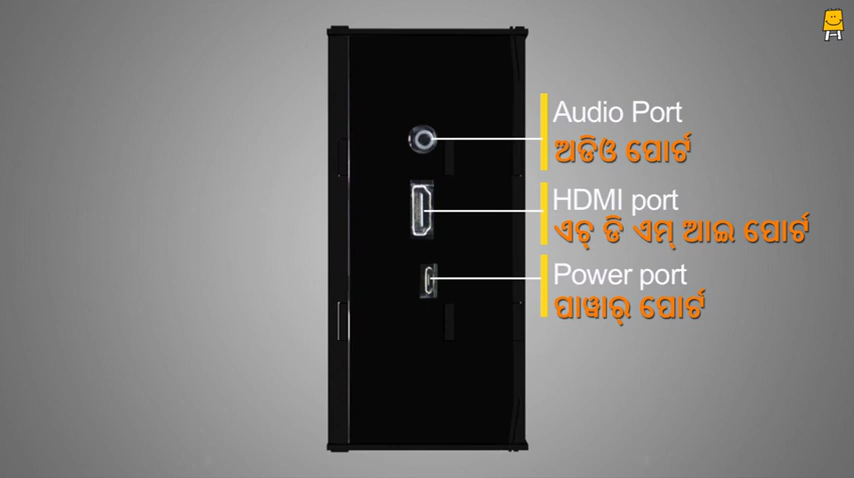 Audio Port
ଅଡିଓ ପୋର୍ଟ
HDMI port
ଏଚ୍ ଡି ଏମ୍ ଆଇ ପୋର୍ଟ
Power port
ପାୱାର୍ ପୋର୍ଟ